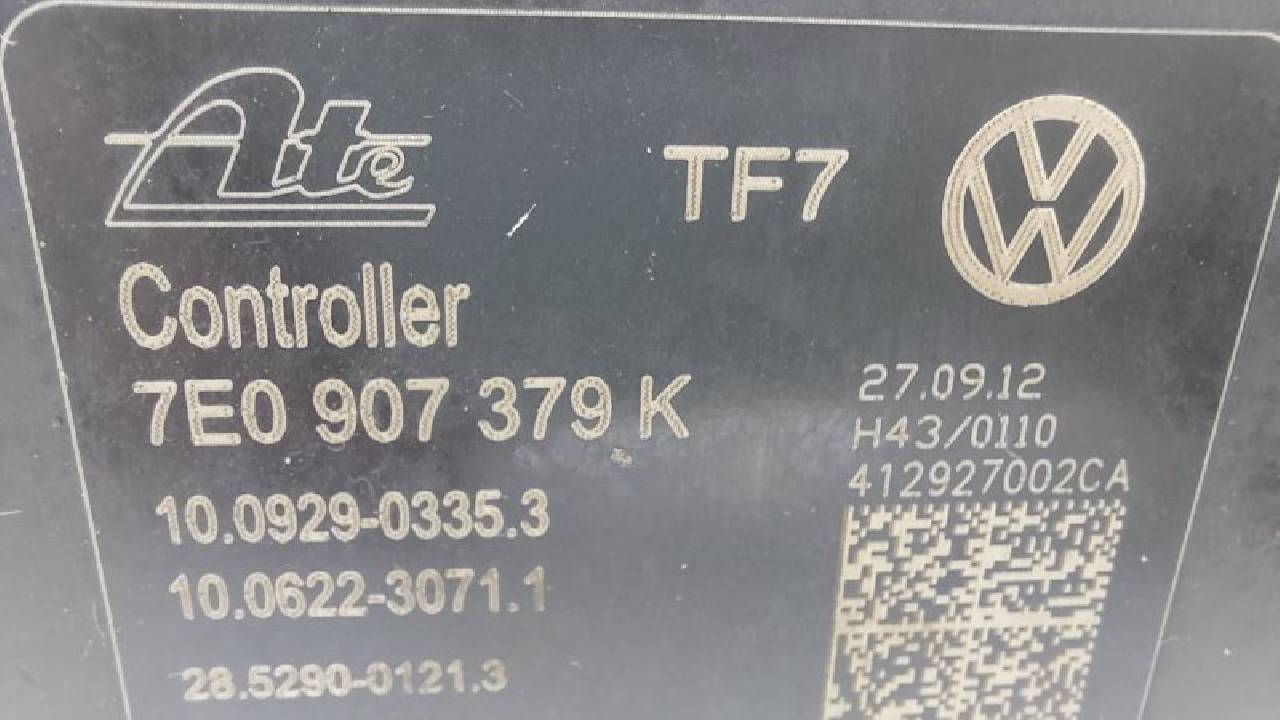 Ate
TF7
Controller
7E0 907 379 K
10.0929-0335.3
10.0622-3071.1
28.5290-0121.3
27.09.12
H43/0110
412927002CA